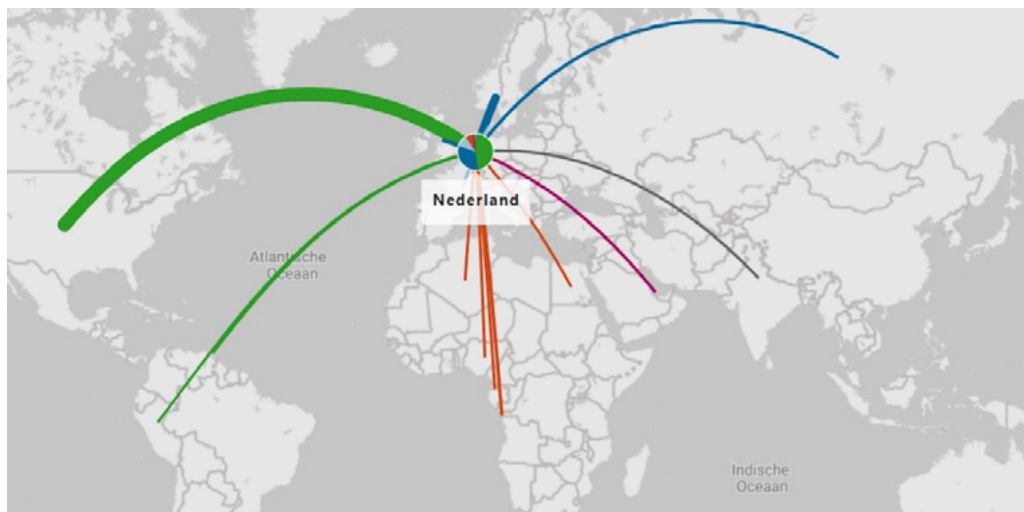 Nederland
Atlantische
Oceaan
Indische
Oceaan